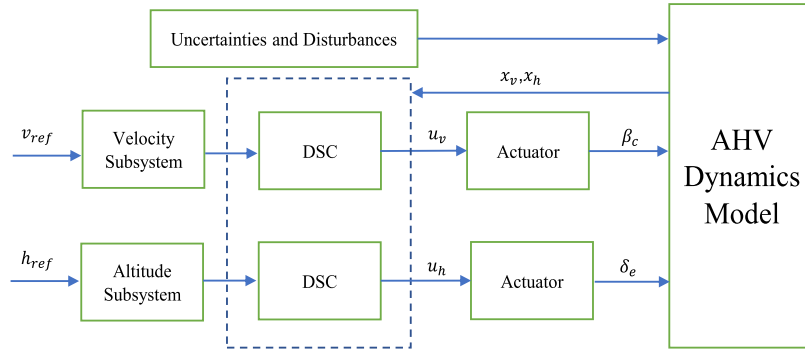 Uncertainties and Disturbances
x_v,x_h
v_ref
Velocity
Subsystem
DSC
u_v
Actuator
β_c
AHV
Dynamics
Model
h_ref
Altitude
Subsystem
DSC
u_h
Actuator
δ_e